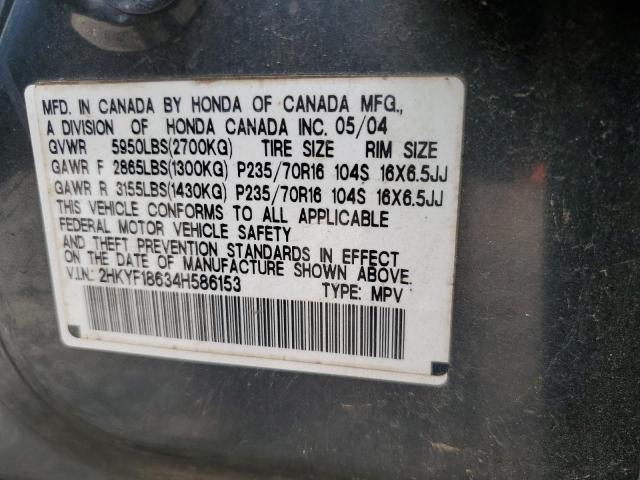 MFD. IN CANADA BY HONDA OF CANADA MFG.,
A DIVISION OF HONDA CANADA INC. 05/04
GVWR 5950LBS(2700KG) TIRE SIZE RIM SIZE
GAWR F 2865LBS(1300KG) P235/70R16 104S 16X6.5JJ
GAWR R 3155LBS(1430KG) P235/70R16 104S 16X6.5JJ
THIS VEHICLE CONFORMS TO ALL APPLICABLE
FEDERAL MOTOR VEHICLE SAFETY
AND THEFT PREVENTION STANDARDS IN EFFECT
ON THE DATE OF MANUFACTURE SHOWN ABOVE.
V.I.N.: 2HKYF18634H586153 TYPE: MPV